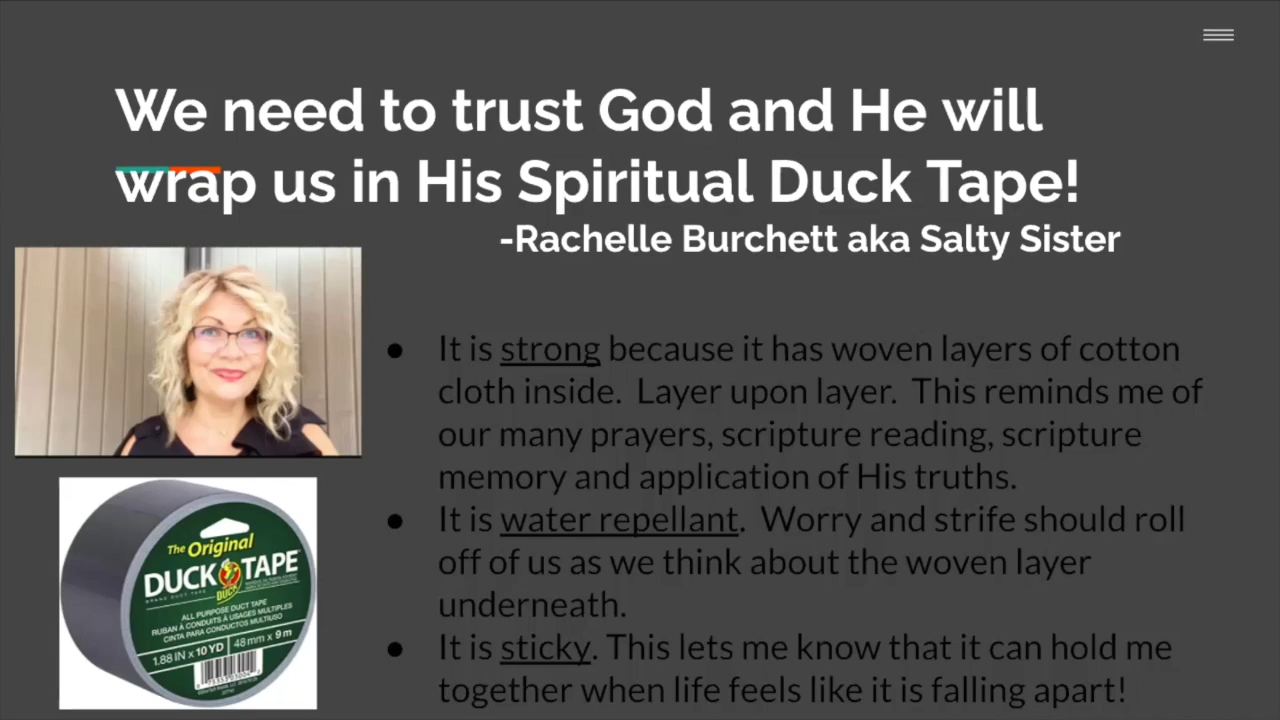 We need to trust God and He will
wrap us in His Spiritual Duck Tape!
-Rachelle Burchett aka Salty Sister
● It is strong because it has woven layers of cotton
cloth inside.  Layer upon layer.  This reminds me of
our many prayers, scripture reading, scripture
memory and application of His truths.
● It is water repellant.  Worry and strife should roll
off of us as we think about the woven layer
underneath.
● It is sticky. This lets me know that it can hold me
together when life feels like it is falling apart!
The Original
DUCK TAPE
DUCK
ALL PURPOSE DUCT TAPE
RUBAN À CONDUITS À USAGES MULTIPLES
CINTA PARA CONDUCTOS MULTIUSO
1.88 IN x 10 YD 48 mm x 9 m